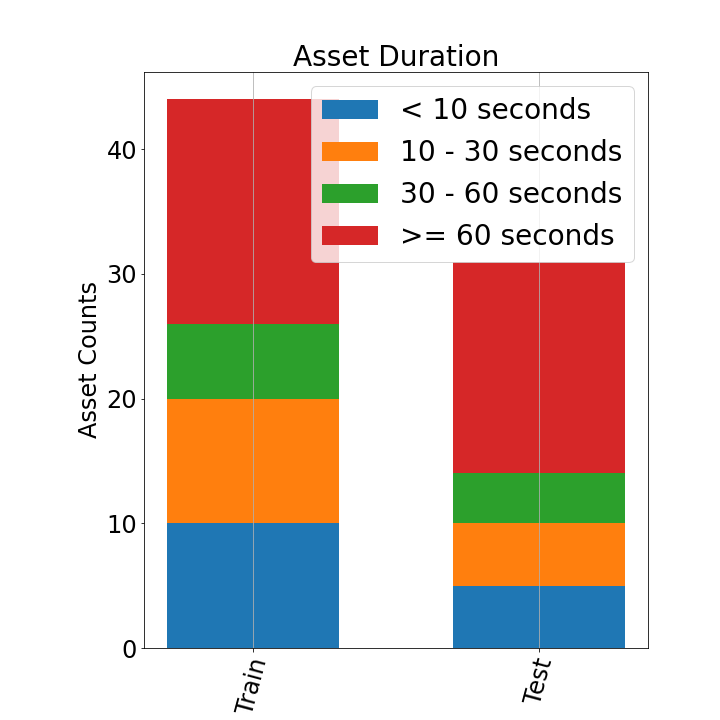 Asset Duration
< 10 seconds
10 - 30 seconds
30 - 60 seconds
>= 60 seconds
Asset Counts
40
30
20
10
0
Train
Test